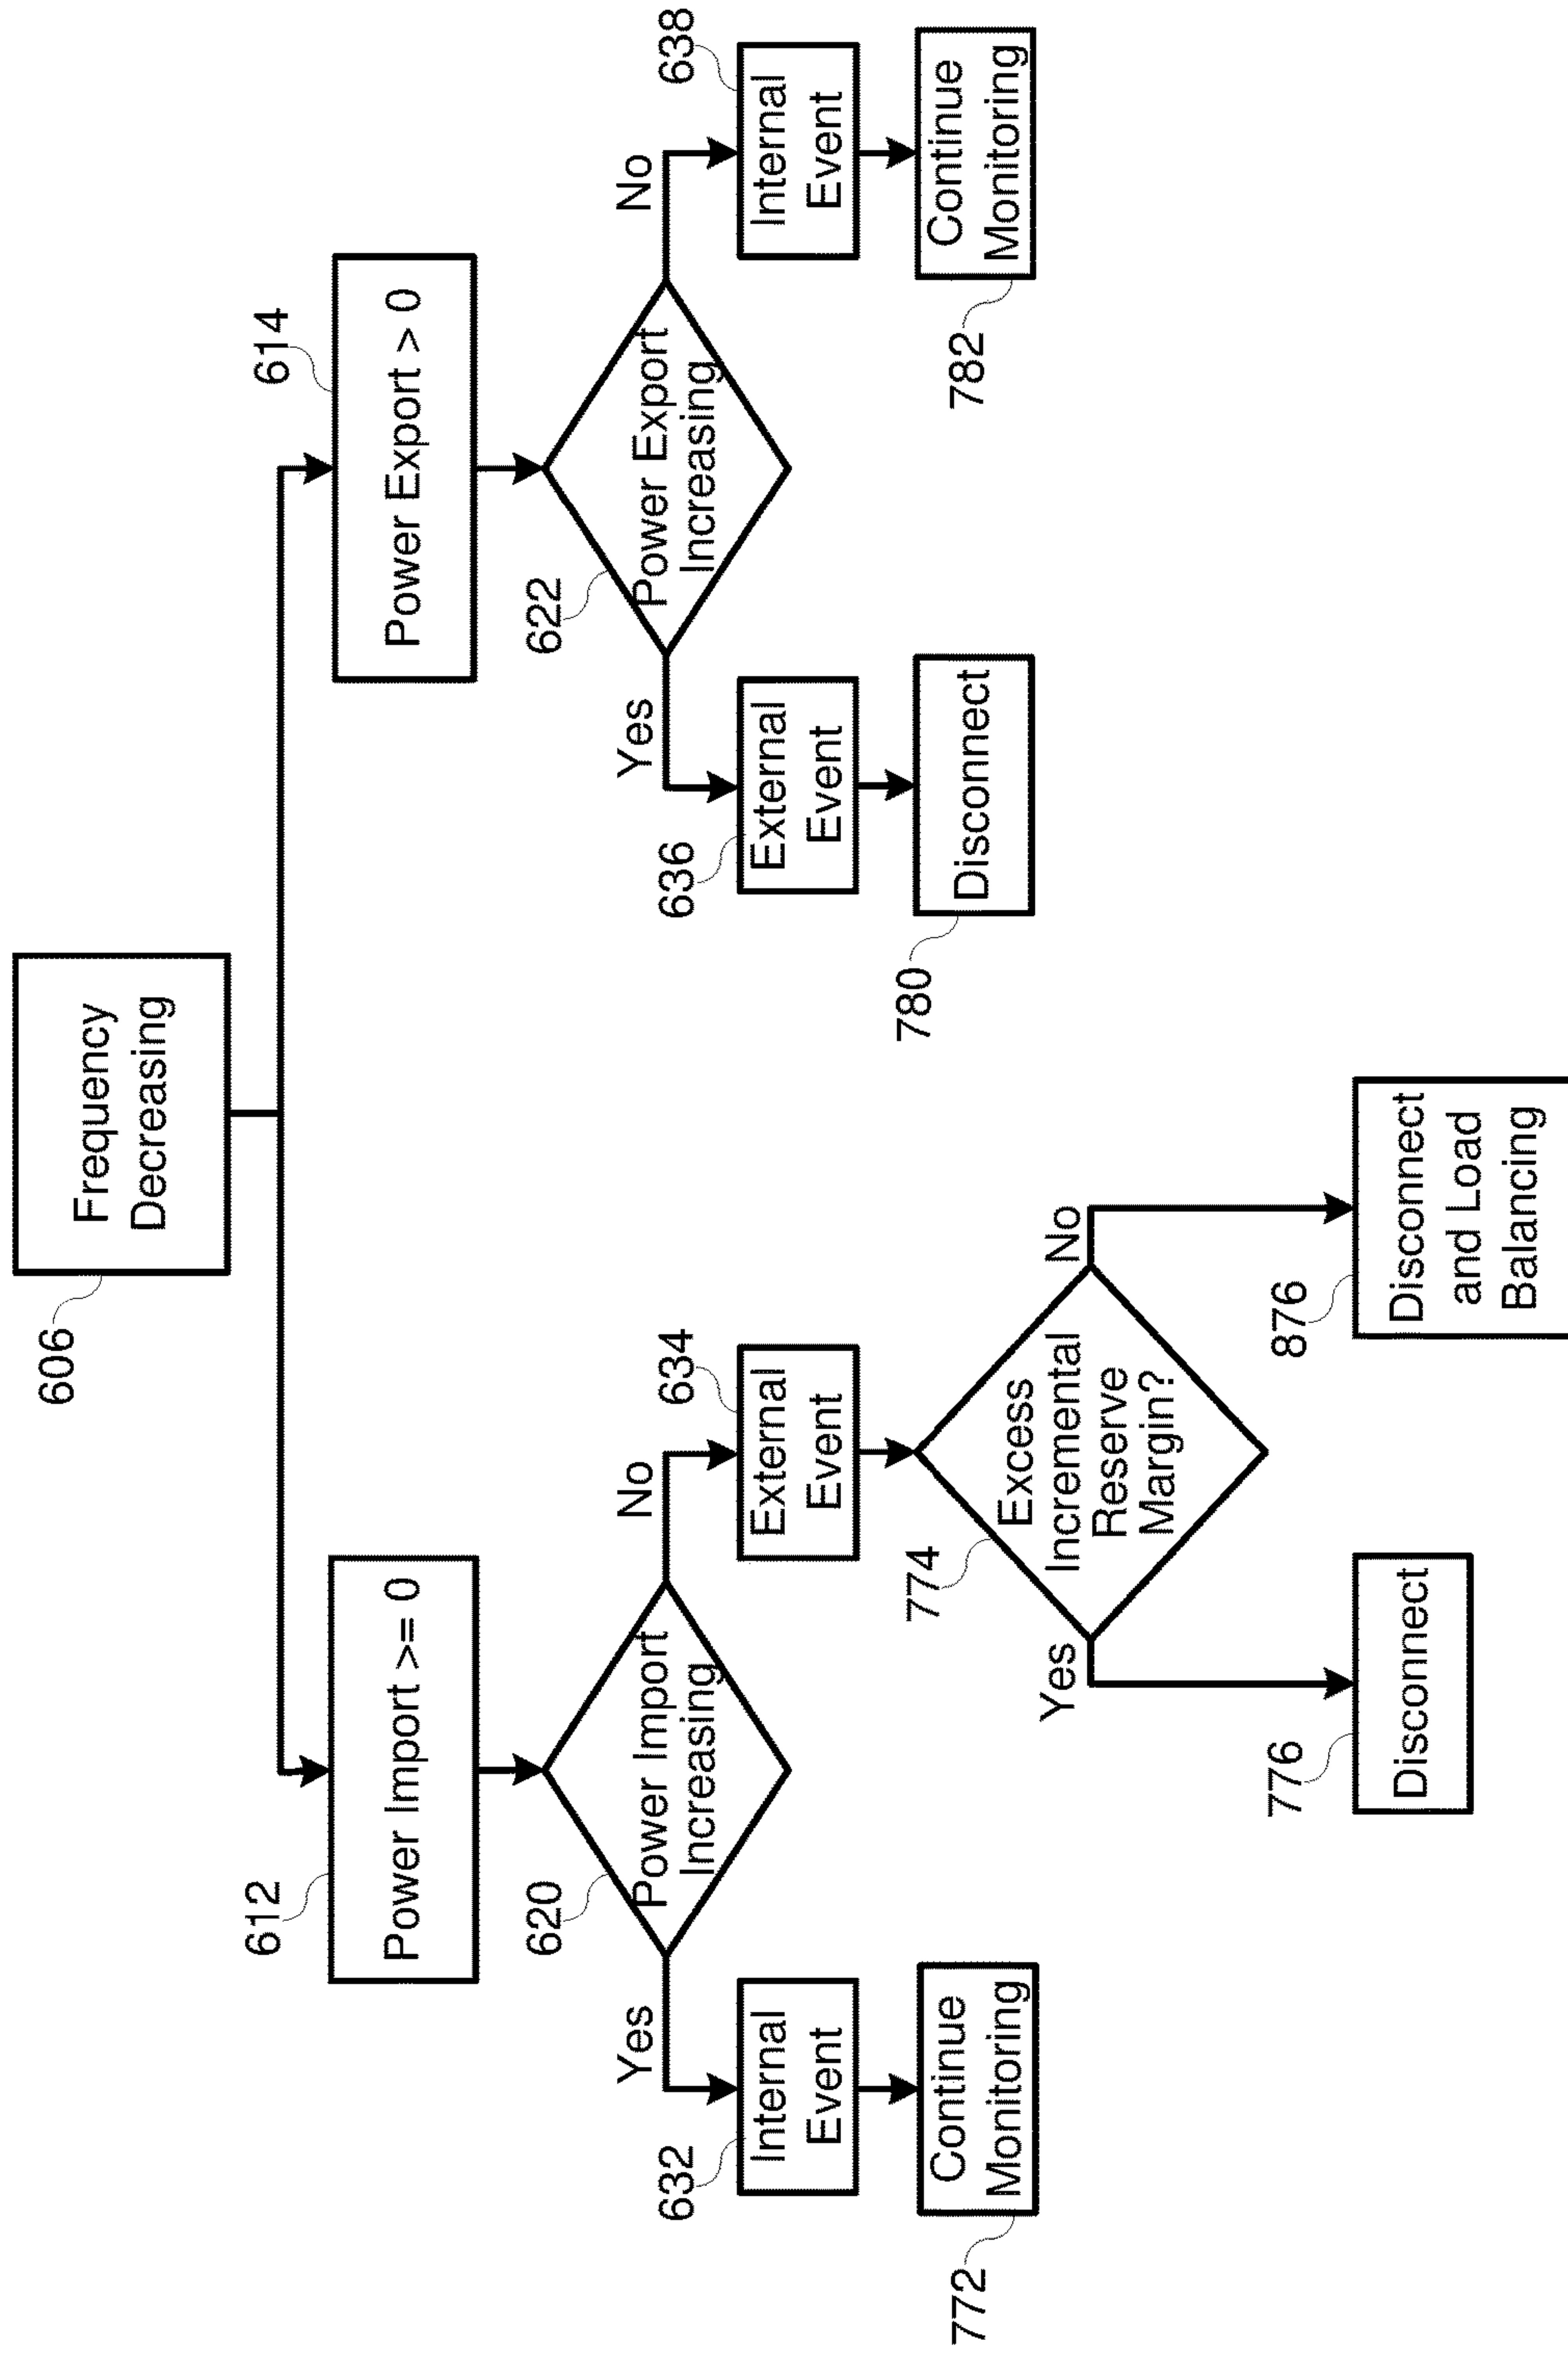 606
Frequency
Decreasing
612
Power Import >= 0
614
Power Export > 0
620
Power Import
Increasing
Yes
No
622
Power Export
Increasing
Yes
No
632
Internal
Event
634
External
Event
636
External
Event
638
Internal
Event
772
Continue
Monitoring
774
Excess
Incremental
Reserve
Margin?
Yes
No
780
Disconnect
782
Continue
Monitoring
776
Disconnect
876
Disconnect
and Load
Balancing